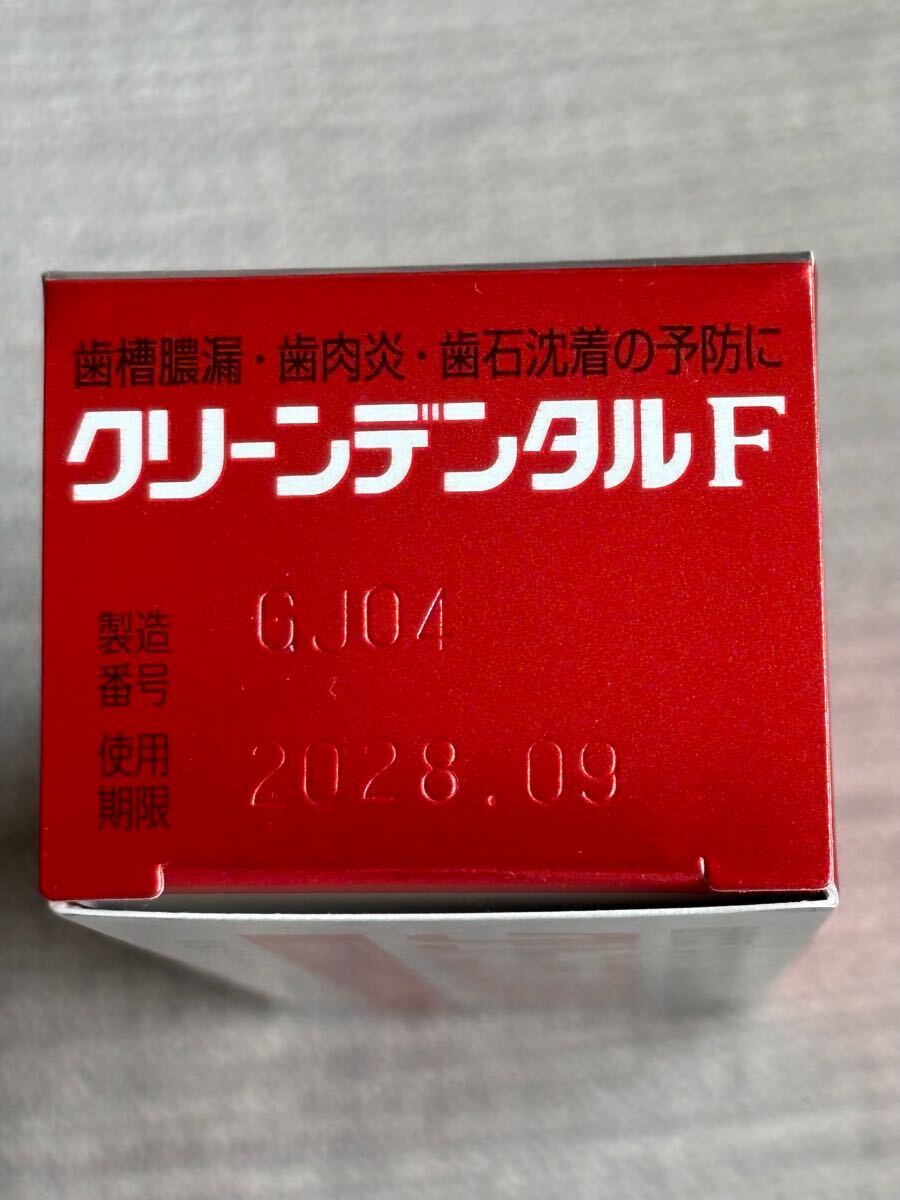 歯槽膿漏・歯肉炎・歯石沈着の予防に
クリーンデンタルF
製造番号 GJ04
使用期限 2028.09